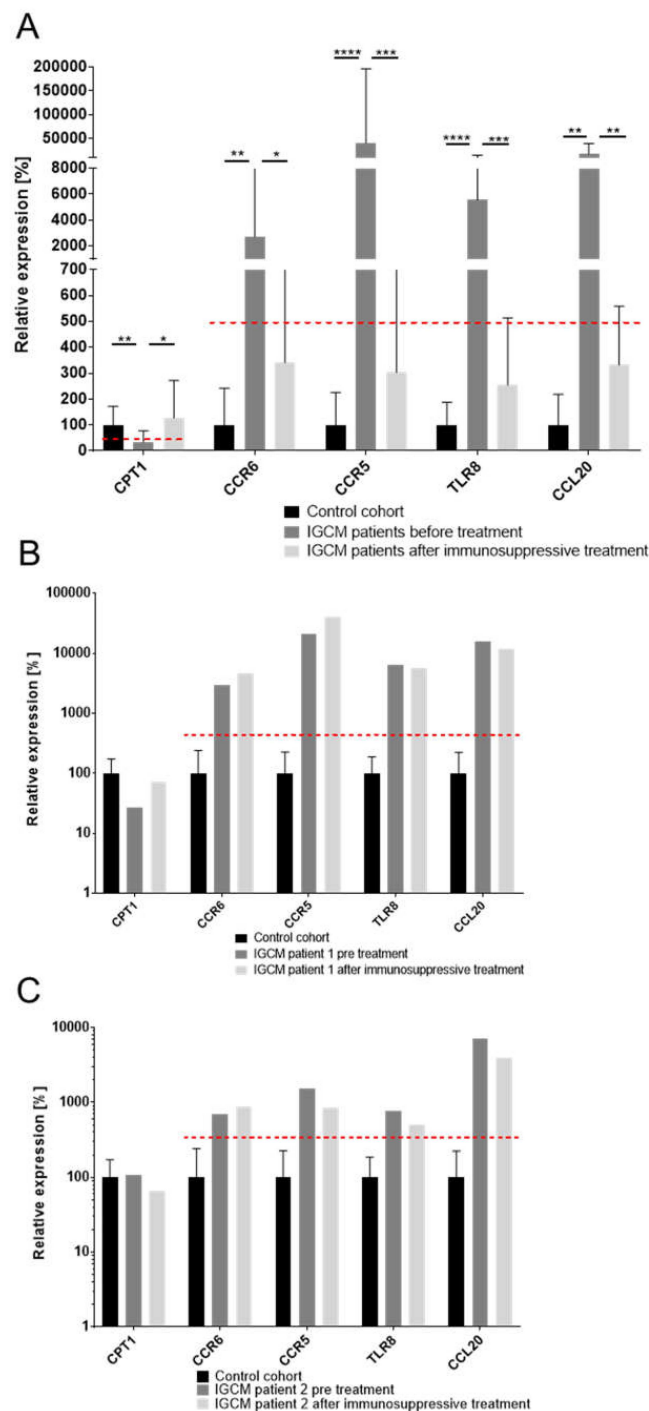 A
Relative expression [%]
200000
150000
100000
50000
8000
6000
4000
2000
700
600
500
400
300
200
100
0
** *
** *
**** ***
**** ***
** **
CPT1 CCR6 CCR5 TLR8 CCL20
Control cohort
IGCM patients before treatment
IGCM patients after immunosuppressive treatment
B
Relative expression [%]
100000
10000
1000
100
10
1
CPT1 CCR6 CCR5 TLR8 CCL20
Control cohort
IGCM patient 1 pre treatment
IGCM patient 1 after immunosuppressive treatment
C
Relative expression [%]
10000
1000
100
10
1
CPT1 CCR6 CCR5 TLR8 CCL20
Control cohort
IGCM patient 2 pre treatment
IGCM patient 2 after immunosuppressive treatment